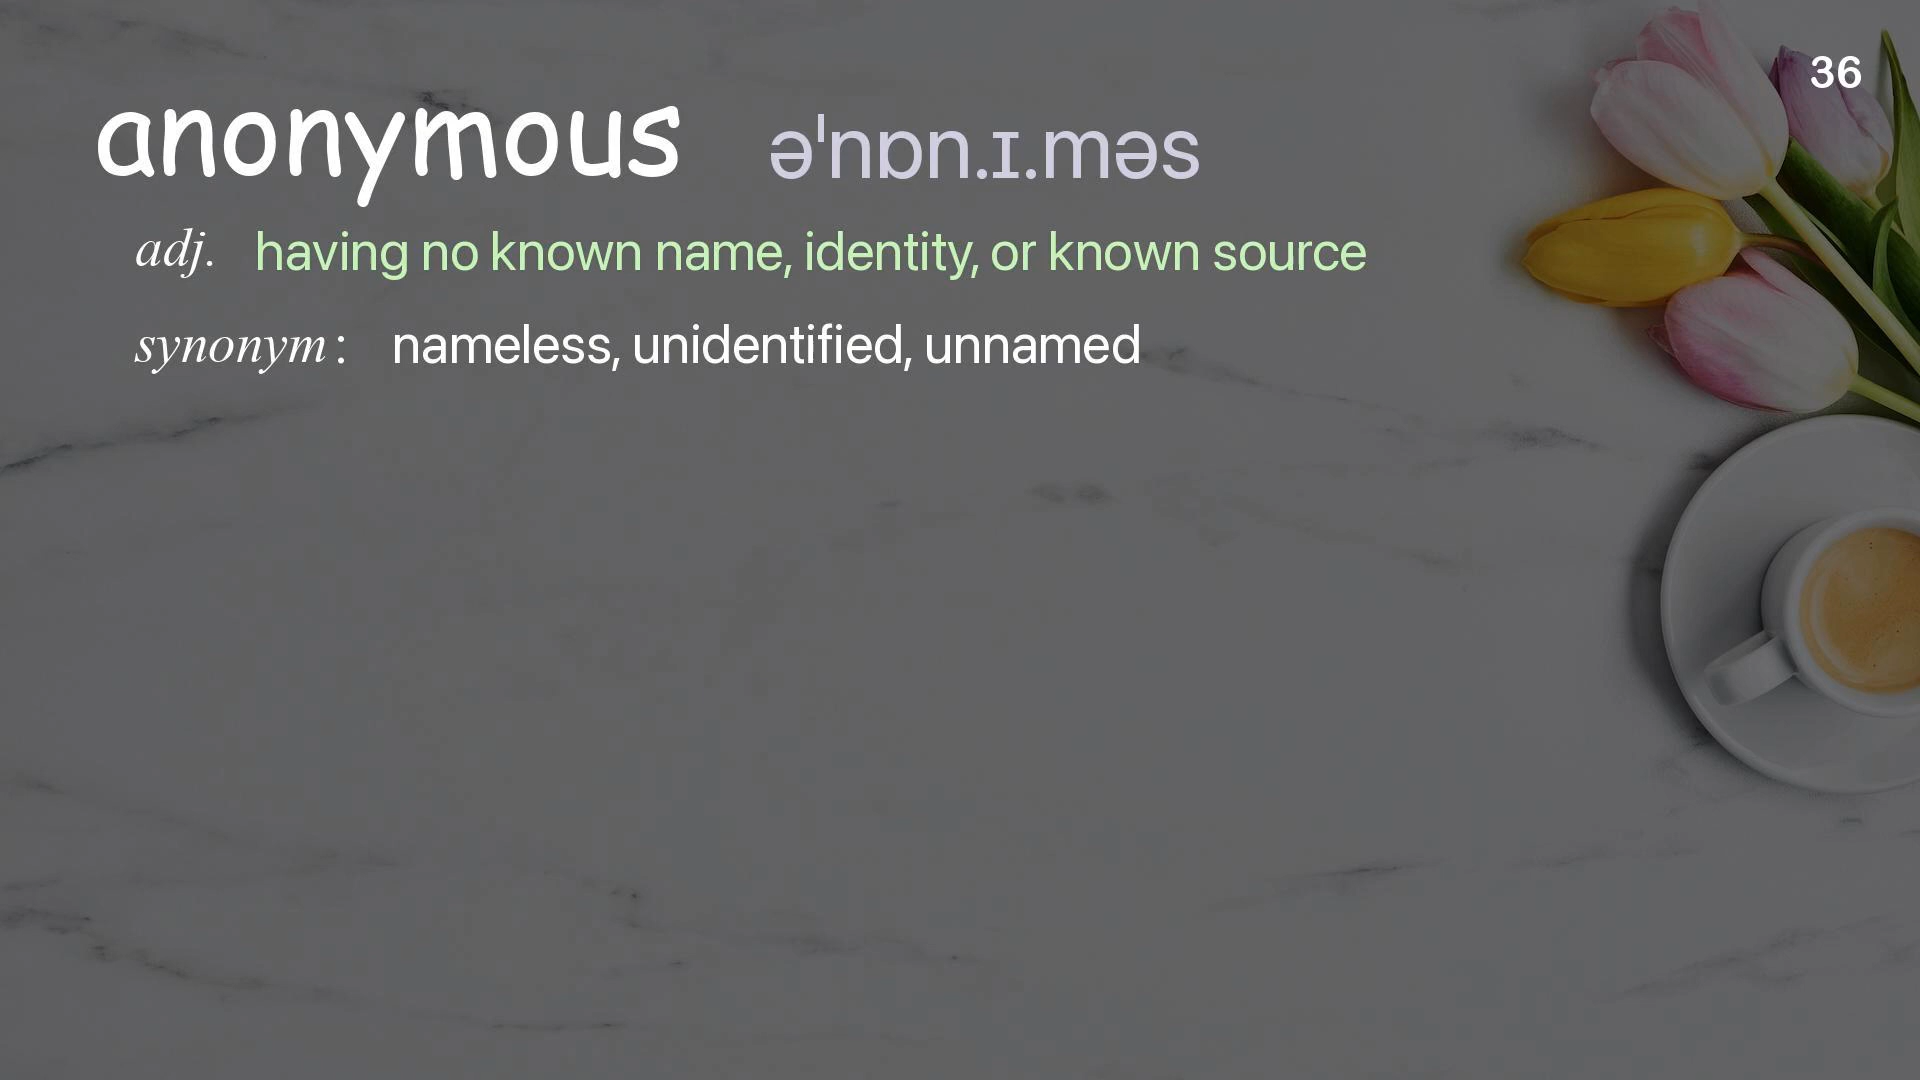 36
anonymous əˈnɒn.ɪ.məs
adj. having no known name, identity, or known source
synonym : nameless, unidentified, unnamed